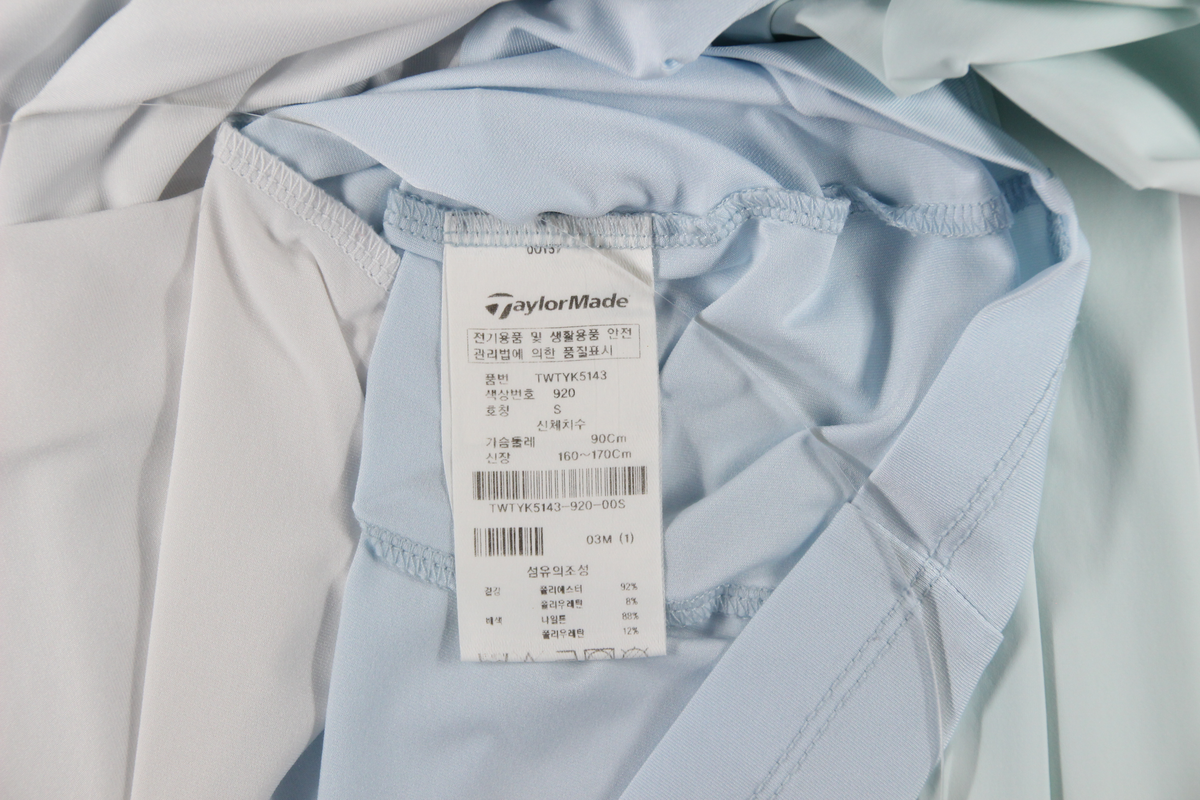 00157
TaylorMade
전기용품 및 생활용품 안전
관리법에 의한 품질표시
품번 TWTYK5143
색상번호 920
호칭 S
신체치수
가슴둘레 90Cm
신장 160~170Cm
TWTYK5143-920-00S
03M (1)
섬유의조성
겉감 폴리에스터 92%
폴리우레탄 8%
배색 나일론 88%
폴리우레탄 12%